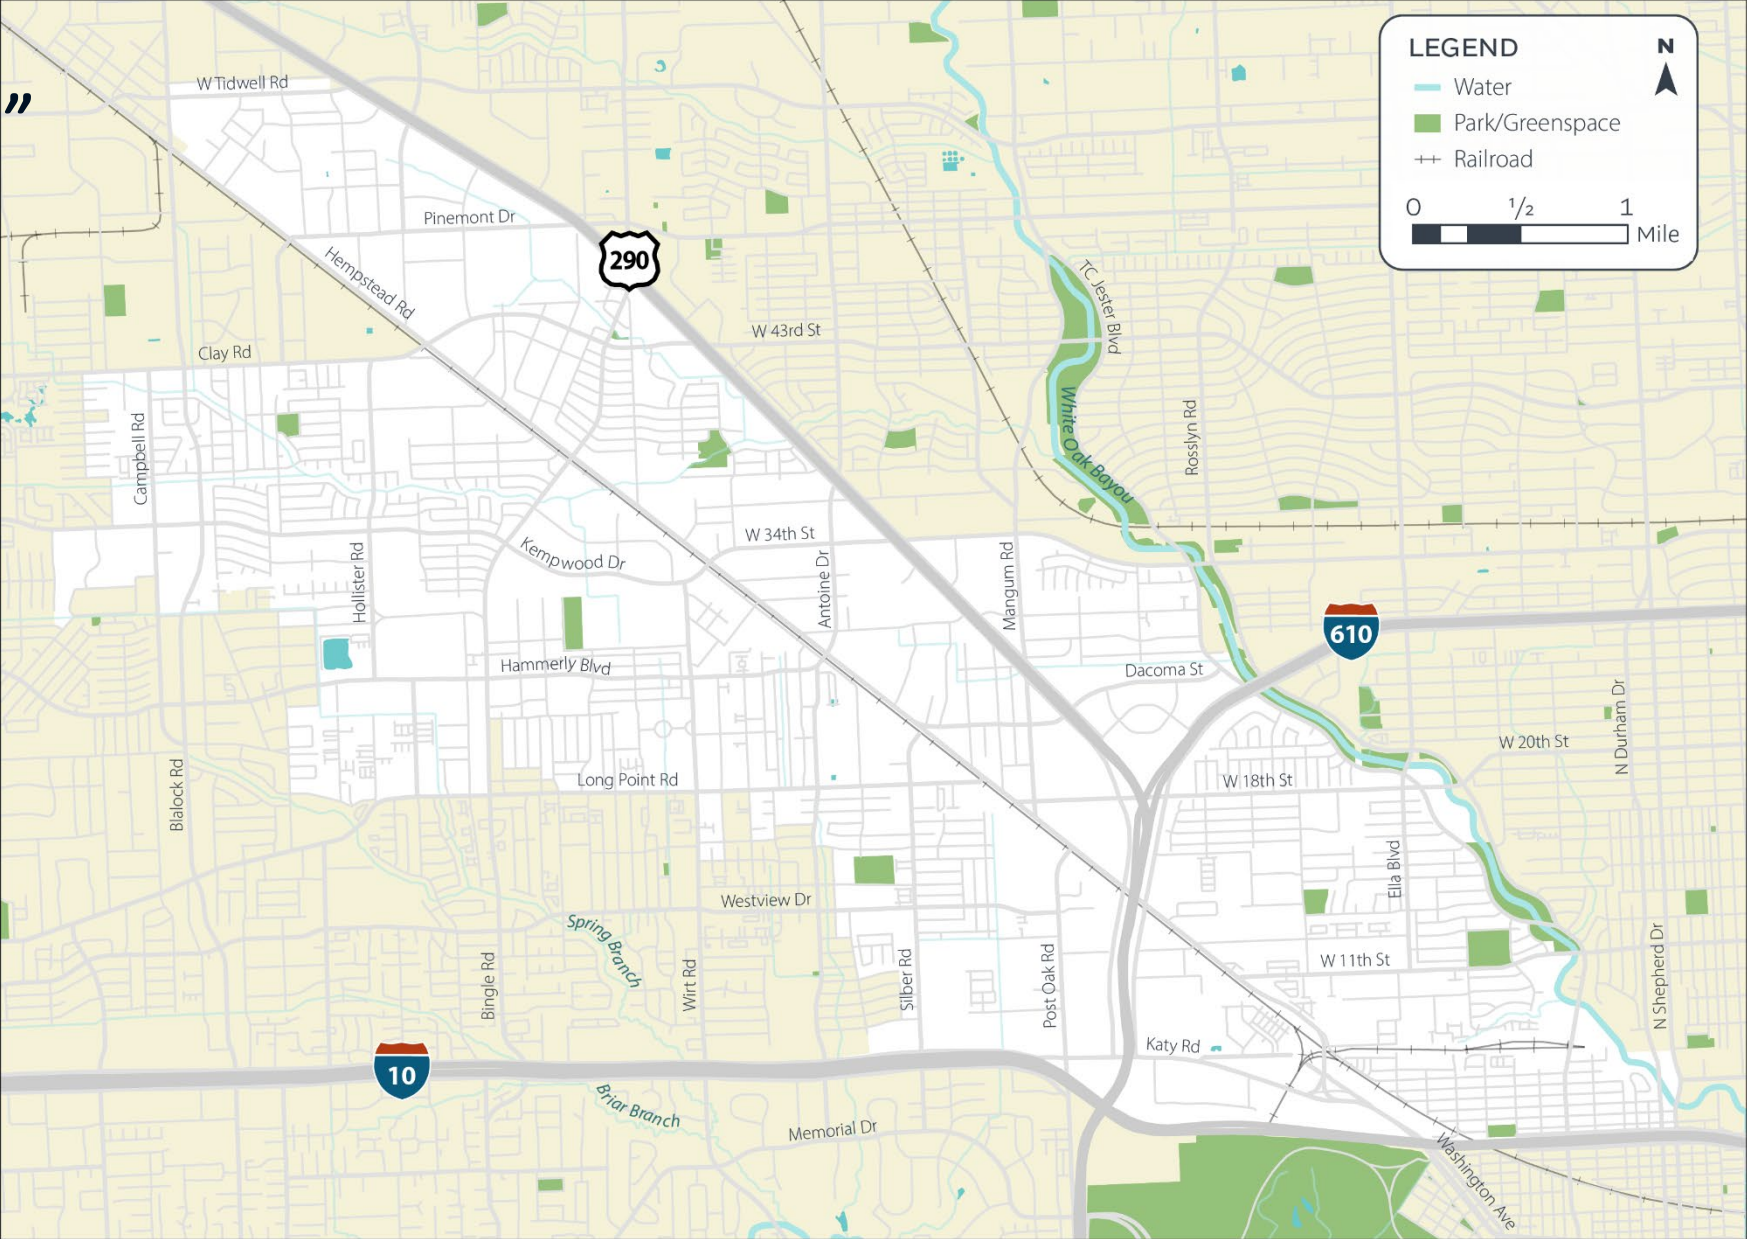 ”
LEGEND
N
Water
Park/Greenspace
Railroad
0 1/2 1
Mile
W Tidwell Rd
Pinemont Dr
290
Hempstead Rd
TC Jester Blvd
W 43rd St
Clay Rd
Campbell Rd
White Oak Bayou
Rosslyn Rd
W 34th St
Kempwood Dr
Hollister Rd
Antoine Dr
Mangum Rd
610
Hammerly Blvd
Dacoma St
N Durham Dr
W 20th St
Long Point Rd
W 18th St
Blalock Rd
Ella Blvd
Westview Dr
Spring Branch
Bingle Rd
Wirt Rd
Silber Rd
Post Oak Rd
W 11th St
N Shepherd Dr
Katy Rd
10
Briar Branch
Memorial Dr
Washington Ave